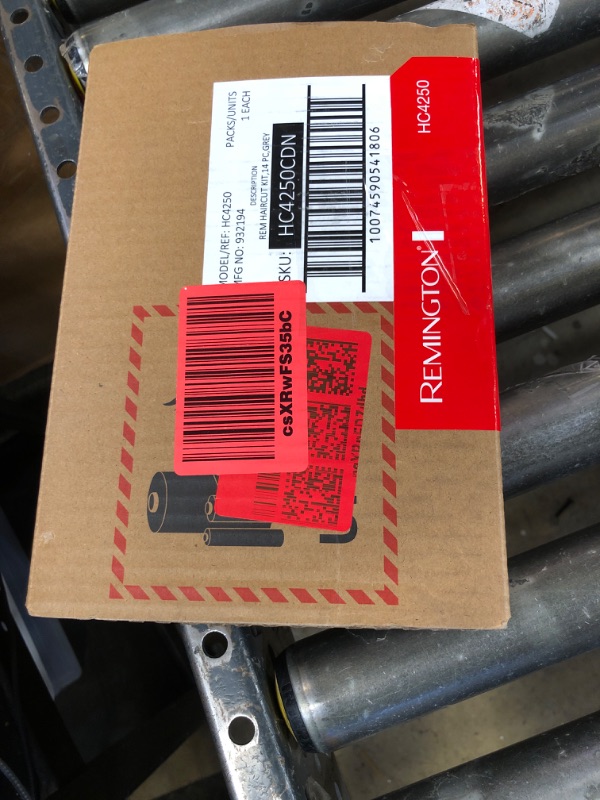 MODEL/REF: HC4250
MFG NO: 932194
PACKS/UNITS
1 EACH
DESCRIPTION
REM HAIRCUT KIT,14 PC,GREY
SKU: HC4250CDN
10074590541806
REMINGTON
HC4250
csXRwFS35bC